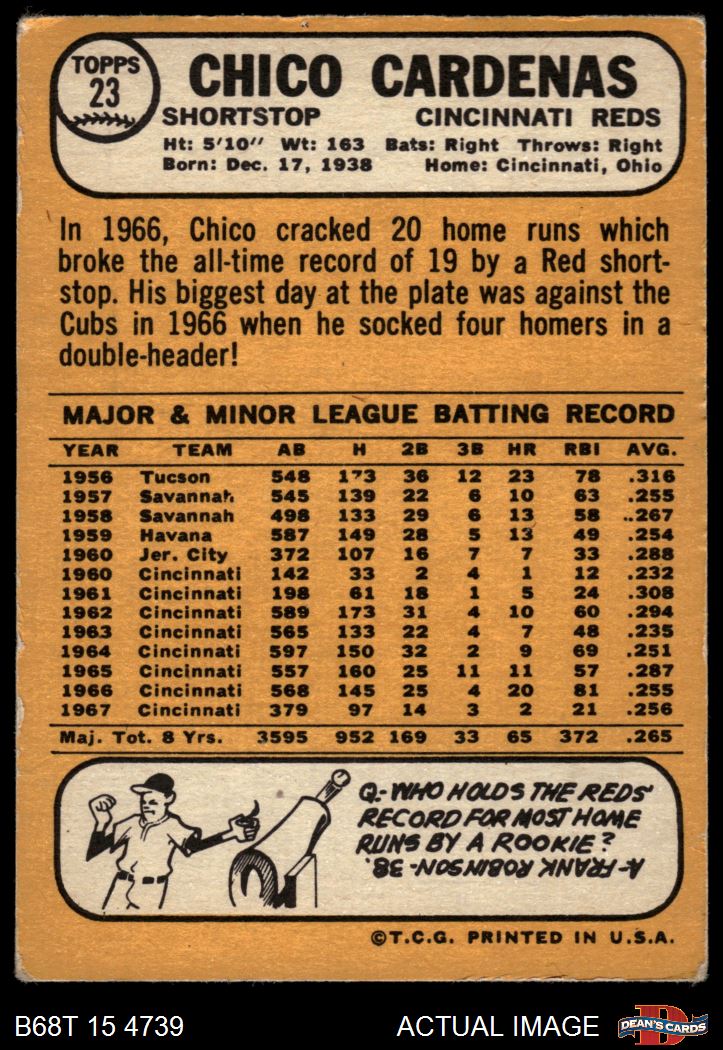 TOPPS
23
CHICO CARDENAS
SHORTSTOP CINCINNATI REDS
Ht: 5'10" Wt: 163 Bats: Right Throws: Right
Born: Dec. 17, 1938 Home: Cincinnati, Ohio
In 1966, Chico cracked 20 home runs which
broke the all-time record of 19 by a Red short-
stop. His biggest day at the plate was against the
Cubs in 1966 when he socked four homers in a
double-header!
MAJOR & MINOR LEAGUE BATTING RECORD
YEAR TEAM AB H 2B 3B HR RBI AVG.
1956 Tucson 548 173 36 12 23 78 .316
1957 Savannah 545 139 22 6 10 63 .255
1958 Savannah 498 133 29 6 13 58 .267
1959 Havana 587 149 28 5 13 49 .254
1960 Jer. City 372 107 16 7 7 33 .288
1960 Cincinnati 142 33 2 4 1 12 .232
1961 Cincinnati 198 61 18 1 5 24 .308
1962 Cincinnati 589 173 31 4 10 60 .294
1963 Cincinnati 565 133 22 4 7 48 .235
1964 Cincinnati 597 150 32 2 9 69 .251
1965 Cincinnati 557 160 25 11 11 57 .287
1966 Cincinnati 568 145 25 4 20 81 .255
1967 Cincinnati 379 97 14 3 2 21 .256
Maj. Tot. 8 Yrs. 3595 952 169 33 65 372 .265
Q.-WHO HOLDS THE REDS'
RECORD FOR MOST HOME
RUNS BY A ROOKIE?
A-FRANK ROBINSON-38.
©T.C.G. PRINTED IN U.S.A.
B68T 15 4739 ACTUAL IMAGE
D
DEAN'S CARDS